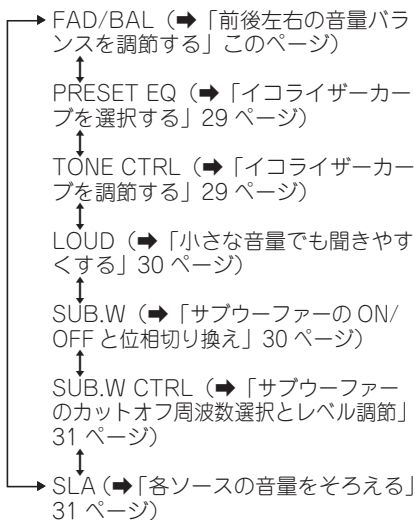 FAD/BAL（➡「前後左右の音量バラ
ンスを調節する」このページ）
PRESET EQ（➡「イコライザーカー
ブを選択する」29 ページ）
TONE CTRL（➡「イコライザーカー
ブを調節する」29 ページ）
LOUD（➡「小さな音量でも聞きやす
くする」30 ページ）
SUB.W（➡「サブウーファーの ON/
OFF と位相切り換え」30 ページ）
SUB.W CTRL（➡「サブウーファー
のカットオフ周波数選択とレベル調節」
31 ページ）
SLA（➡「各ソースの音量をそろえる」
31 ページ）